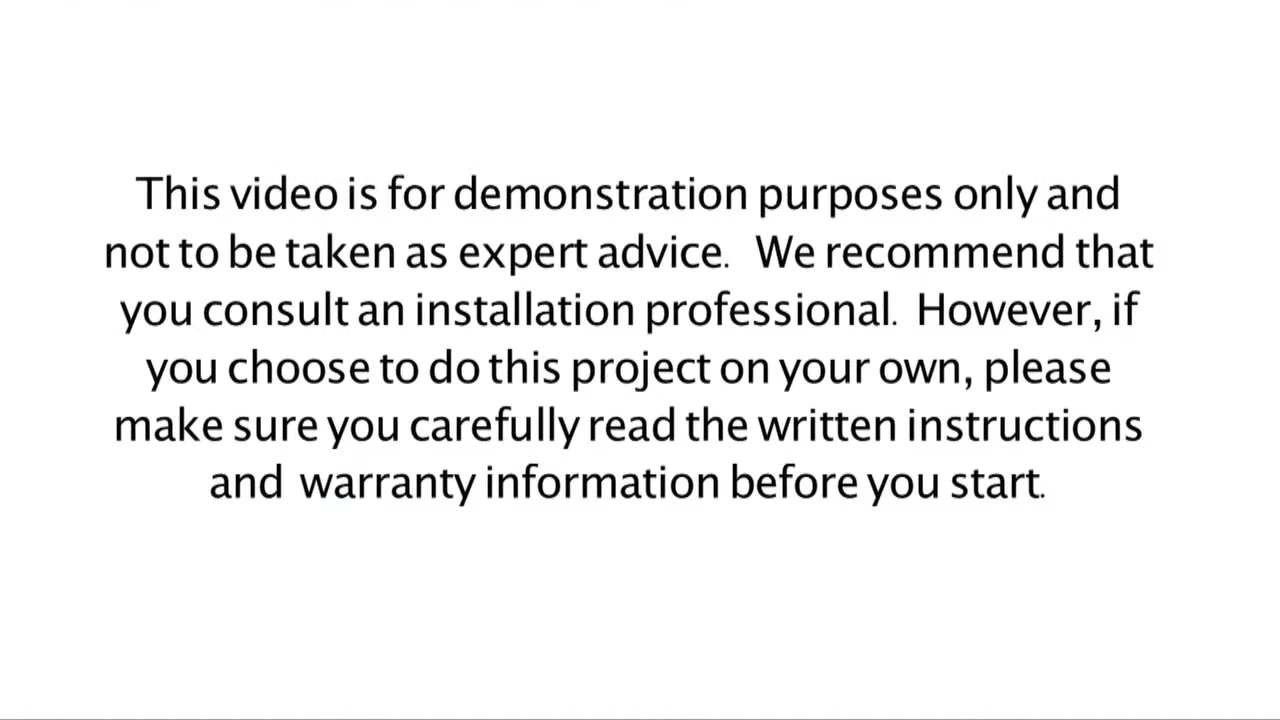 This video is for demonstration purposes only and
not to be taken as expert advice.  We recommend that
you consult an installation professional.  However, if
you choose to do this project on your own, please
make sure you carefully read the written instructions
and  warranty information before you start.